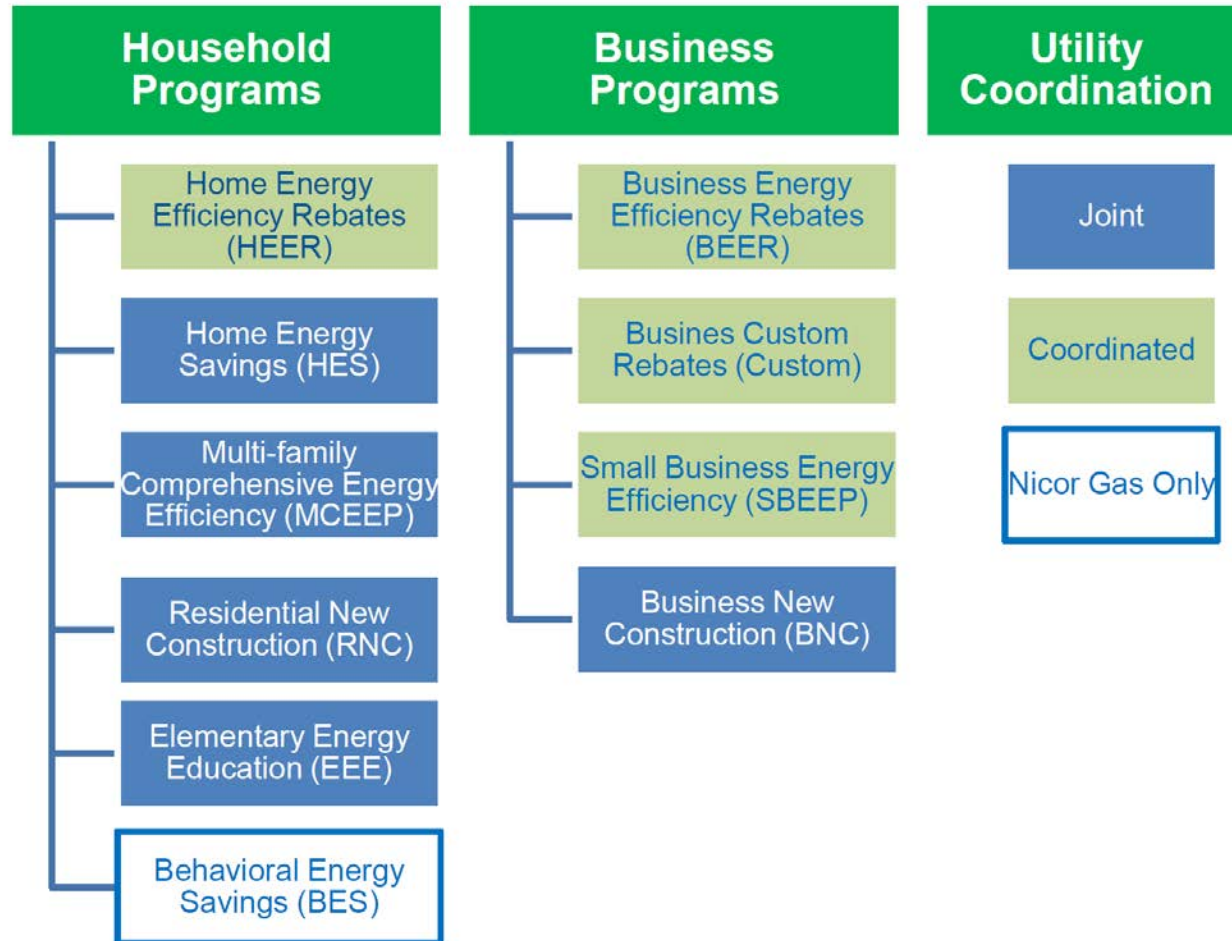 Household
Programs
Home Energy
Efficiency Rebates
(HEER)
Home Energy
Savings (HES)
Multi-family
Comprehensive Energy
Efficiency (MCEEP)
Residential New
Construction (RNC)
Elementary Energy
Education (EEE)
Behavioral Energy
Savings (BES)
Business
Programs
Business Energy
Efficiency Rebates
(BEER)
Busines Custom
Rebates (Custom)
Small Business Energy
Efficiency (SBEEP)
Business New
Construction (BNC)
Utility
Coordination
Joint
Coordinated
Nicor Gas Only